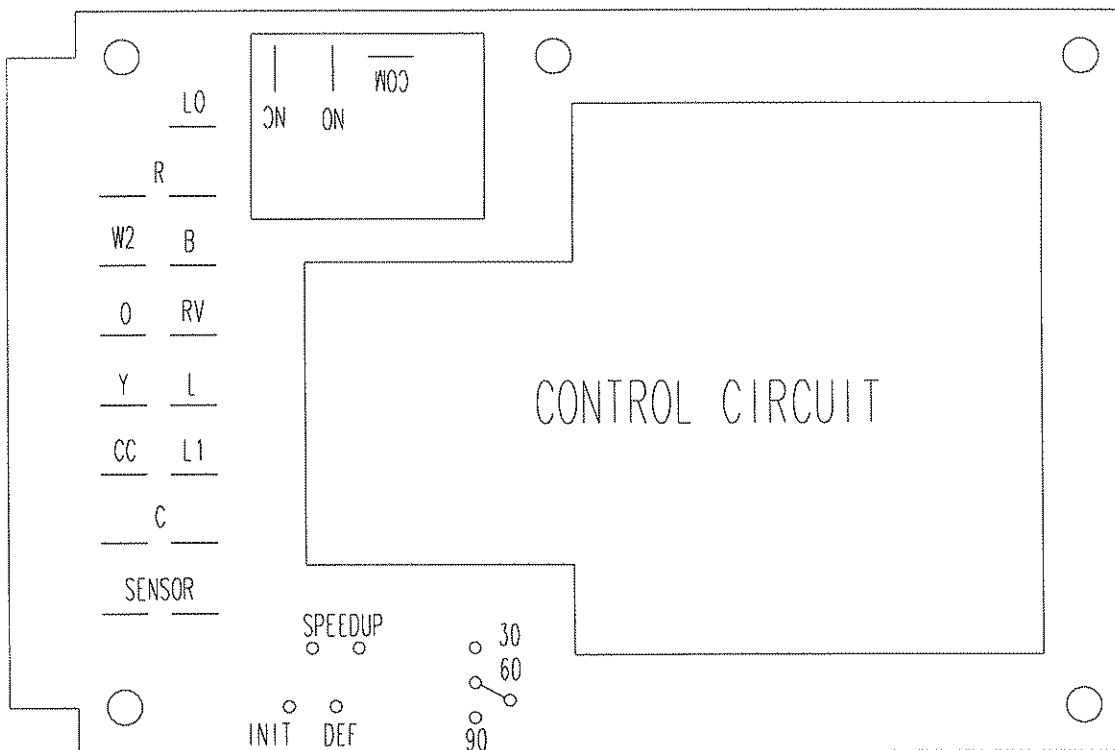 LO
NC NO COM
R
W2 B
O RV
Y L
CC L1
C
SENSOR
CONTROL CIRCUIT
SPEEDUP
30
60
90
INIT DEF